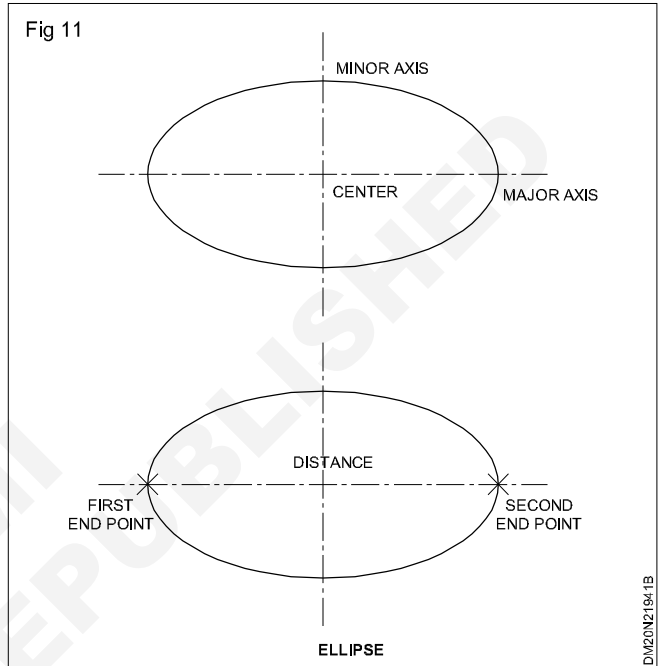 Fig 11
MINOR AXIS
CENTER
MAJOR AXIS
DISTANCE
FIRST
END POINT
SECOND
END POINT
ELLIPSE
DM20N21941B